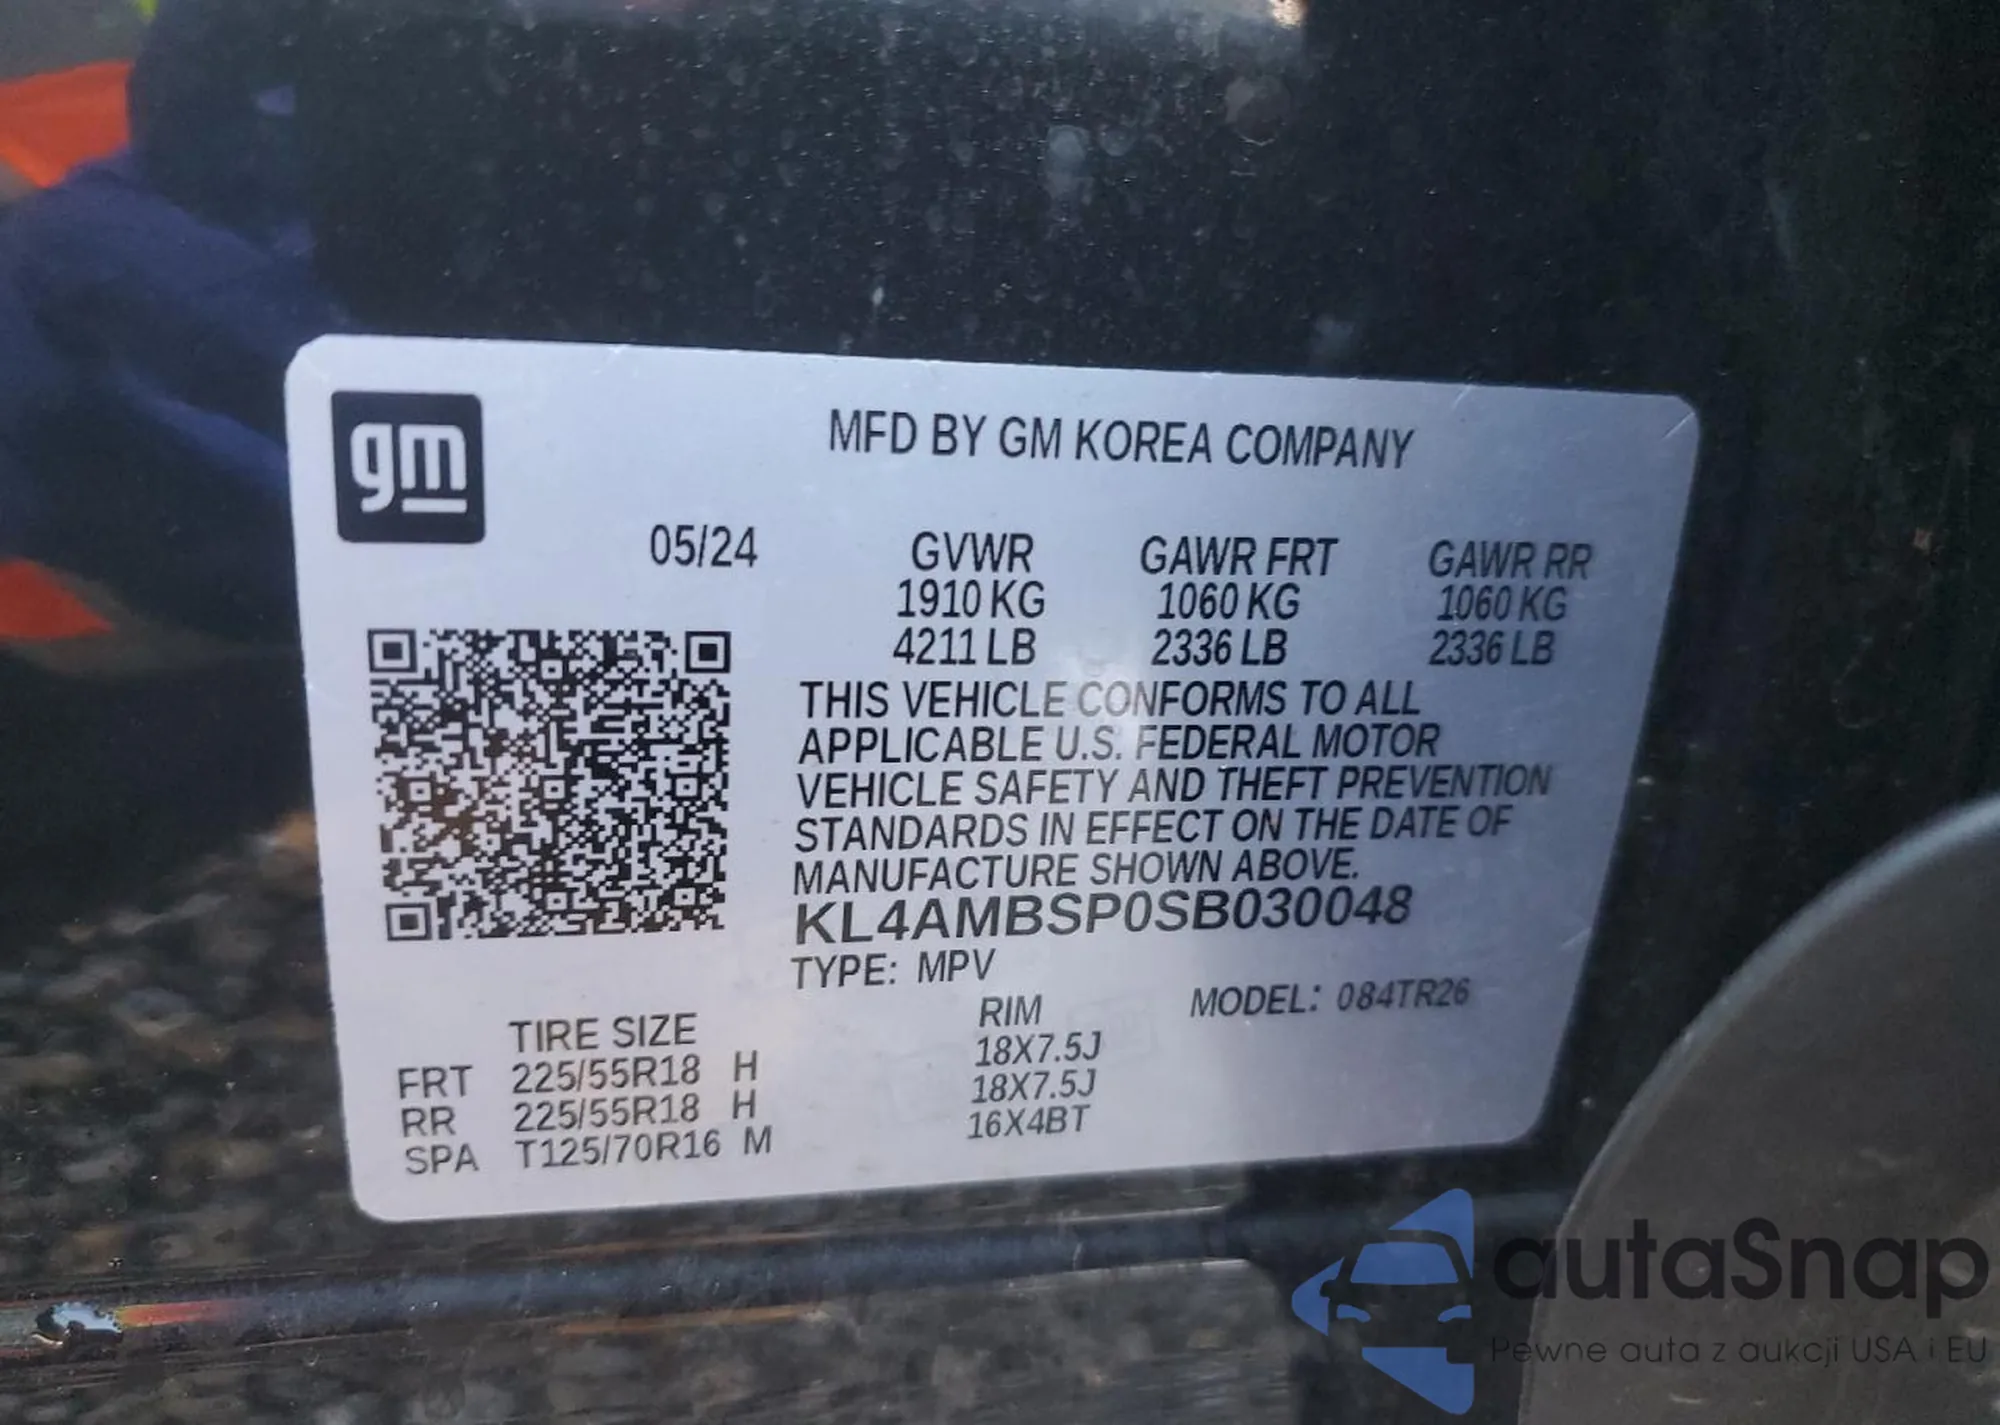 gm
MFD BY GM KOREA COMPANY
05/24 GVWR GAWR FRT GAWR RR
1910 KG 1060 KG 1060 KG
4211 LB 2336 LB 2336 LB
THIS VEHICLE CONFORMS TO ALL
APPLICABLE U.S. FEDERAL MOTOR
VEHICLE SAFETY AND THEFT PREVENTION
STANDARDS IN EFFECT ON THE DATE OF
MANUFACTURE SHOWN ABOVE.
KL4AMBSP0SB030048
TYPE: MPV
TIRE SIZE RIM MODEL: 084TR26
FRT 225/55R18 H 18X7.5J
RR 225/55R18 H 18X7.5J
SPA T125/70R16 M 16X4BT
autaSnap
Pewne auta z aukcji USA i EU